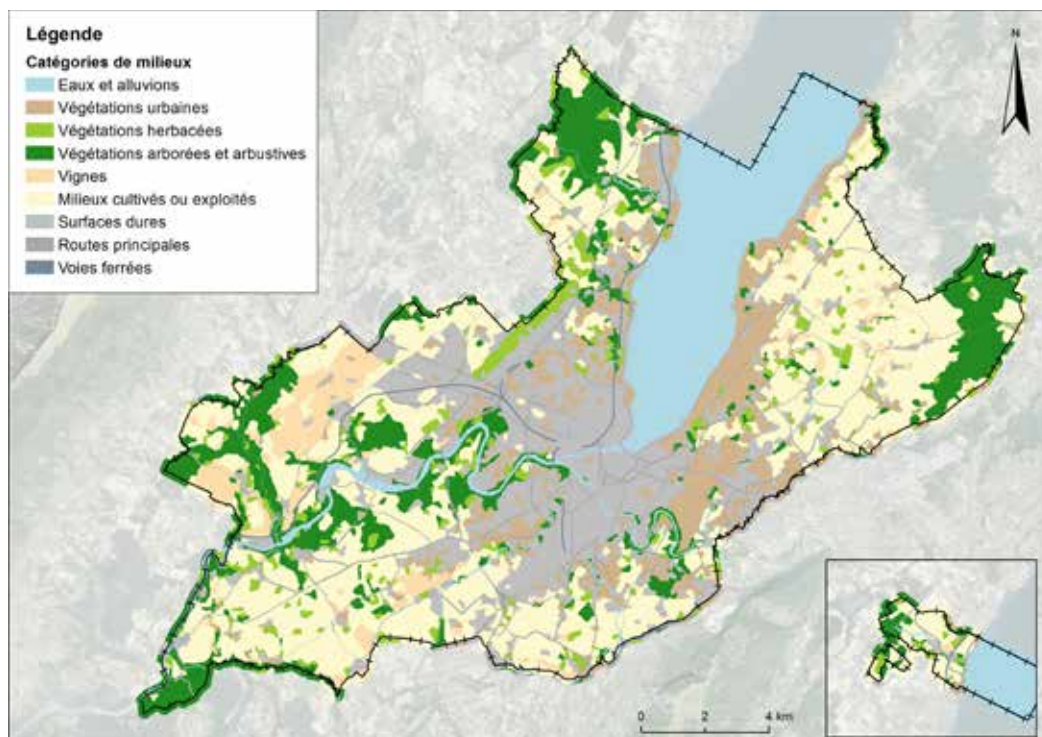 Légende
Catégories de milieux
Eaux et alluvions
Végétations urbaines
Végétations herbacées
Végétations arborées et arbustives
Vignes
Milieux cultivés ou exploités
Surfaces dures
Routes principales
Voies ferrées
N
0 2 4 km